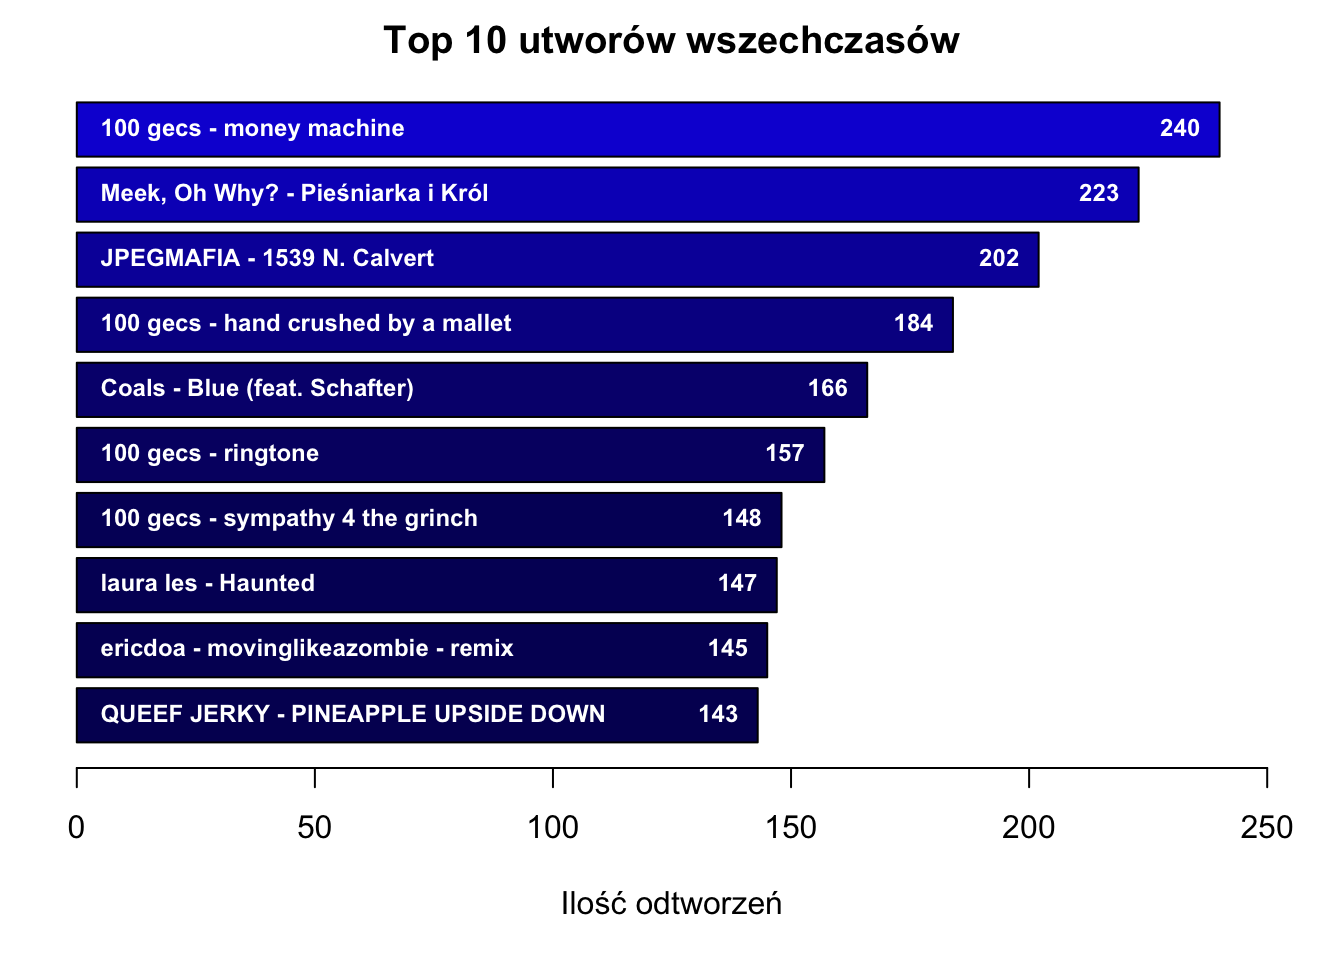 Top 10 utworów wszechczasów
100 gecs - money machine 240
Meek, Oh Why? - Pieśniarka i Król 223
JPEGMAFIA - 1539 N. Calvert 202
100 gecs - hand crushed by a mallet 184
Coals - Blue (feat. Schafter) 166
100 gecs - ringtone 157
100 gecs - sympathy 4 the grinch 148
laura les - Haunted 147
ericdoa - movinglikeazombie - remix 145
QUEEF JERKY - PINEAPPLE UPSIDE DOWN 143
0 50 100 150 200 250
Ilość odtworzeń